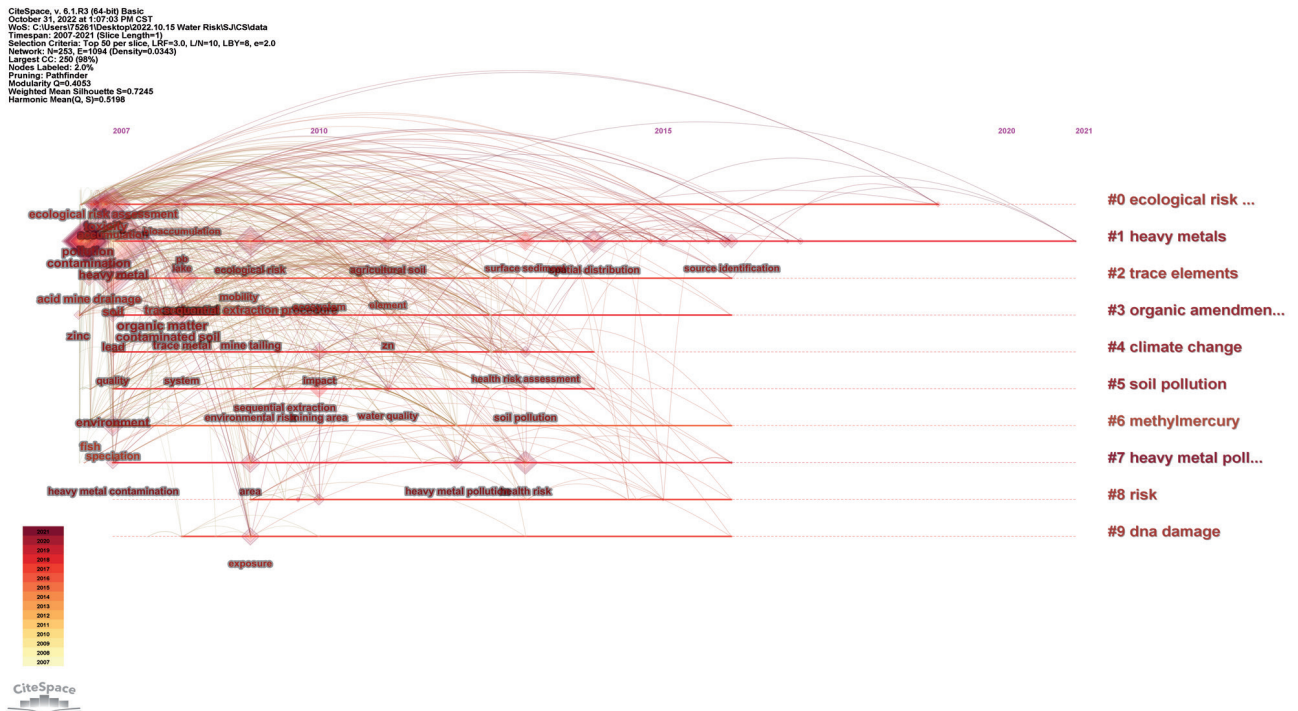 CiteSpace, v. 6.1.R3 (64-bit) Basic
October 31, 2022 at 1:07:03 PM CST
WoS: C:\Users\75261\Desktop\2022.10.15 Water Risk\SJ\CS\data
Timespan: 2007-2021 (Slice Length=1)
Selection Criteria: Top 50 per slice, LRF=3.0, L/N=10, LBY=8, e=2.0
Network: N=253, E=1094 (Density=0.0343)
Largest CC: 250 (98%)
Nodes Labeled: 2.0%
Pruning: Pathfinder
Modularity Q=0.4053
Weighted Mean Silhouette S=0.7245
Harmonic Mean(Q, S)=0.5198
2007 2010 2015 2020 2021
#0 ecological risk ...
ecological risk assessment
toxicity
bioaccumulation
#1 heavy metals
pollution
pb
contamination
lake
ecological risk
agricultural soil
surface sediment
spatial distribution
source identification
heavy metal
#2 trace elements
acid mine drainage
mobility
element
soil
sequential extraction procedure
#3 organic amendmen...
organic matter
zinc
contaminated soil
lead
trace metal
mine tailing
zn
#4 climate change
quality
system
impact
health risk assessment
#5 soil pollution
sequential extraction
environment
environmental risk
mining area
water quality
soil pollution
#6 methylmercury
fish
speciation
#7 heavy metal poll...
heavy metal contamination
area
heavy metal pollution
health risk
#8 risk
#9 dna damage
exposure
2021
2020
2019
2018
2017
2016
2015
2014
2013
2012
2011
2010
2009
2008
2007
CiteSpace